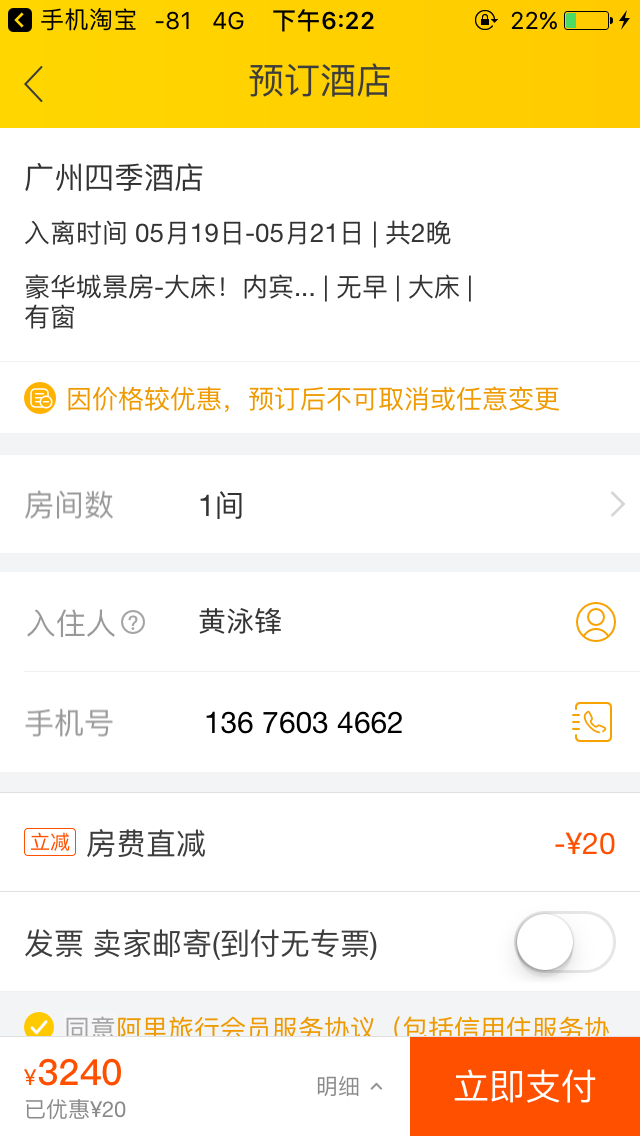 手机淘宝 -81 4G 下午6:22 22%
预订酒店
广州四季酒店
入离时间 05月19日-05月21日 | 共2晚
豪华城景房-大床！内宾... | 无早 | 大床 |
有窗
因价格较优惠，预订后不可取消或任意变更
房间数 1间
入住人? 黄泳锋
手机号 136 7603 4662
立减 房费直减 -¥20
发票 卖家邮寄(到付无专票)
同意阿里旅行会员服务协议（包括信用住服务协
¥3240 明细 立即支付
已优惠¥20